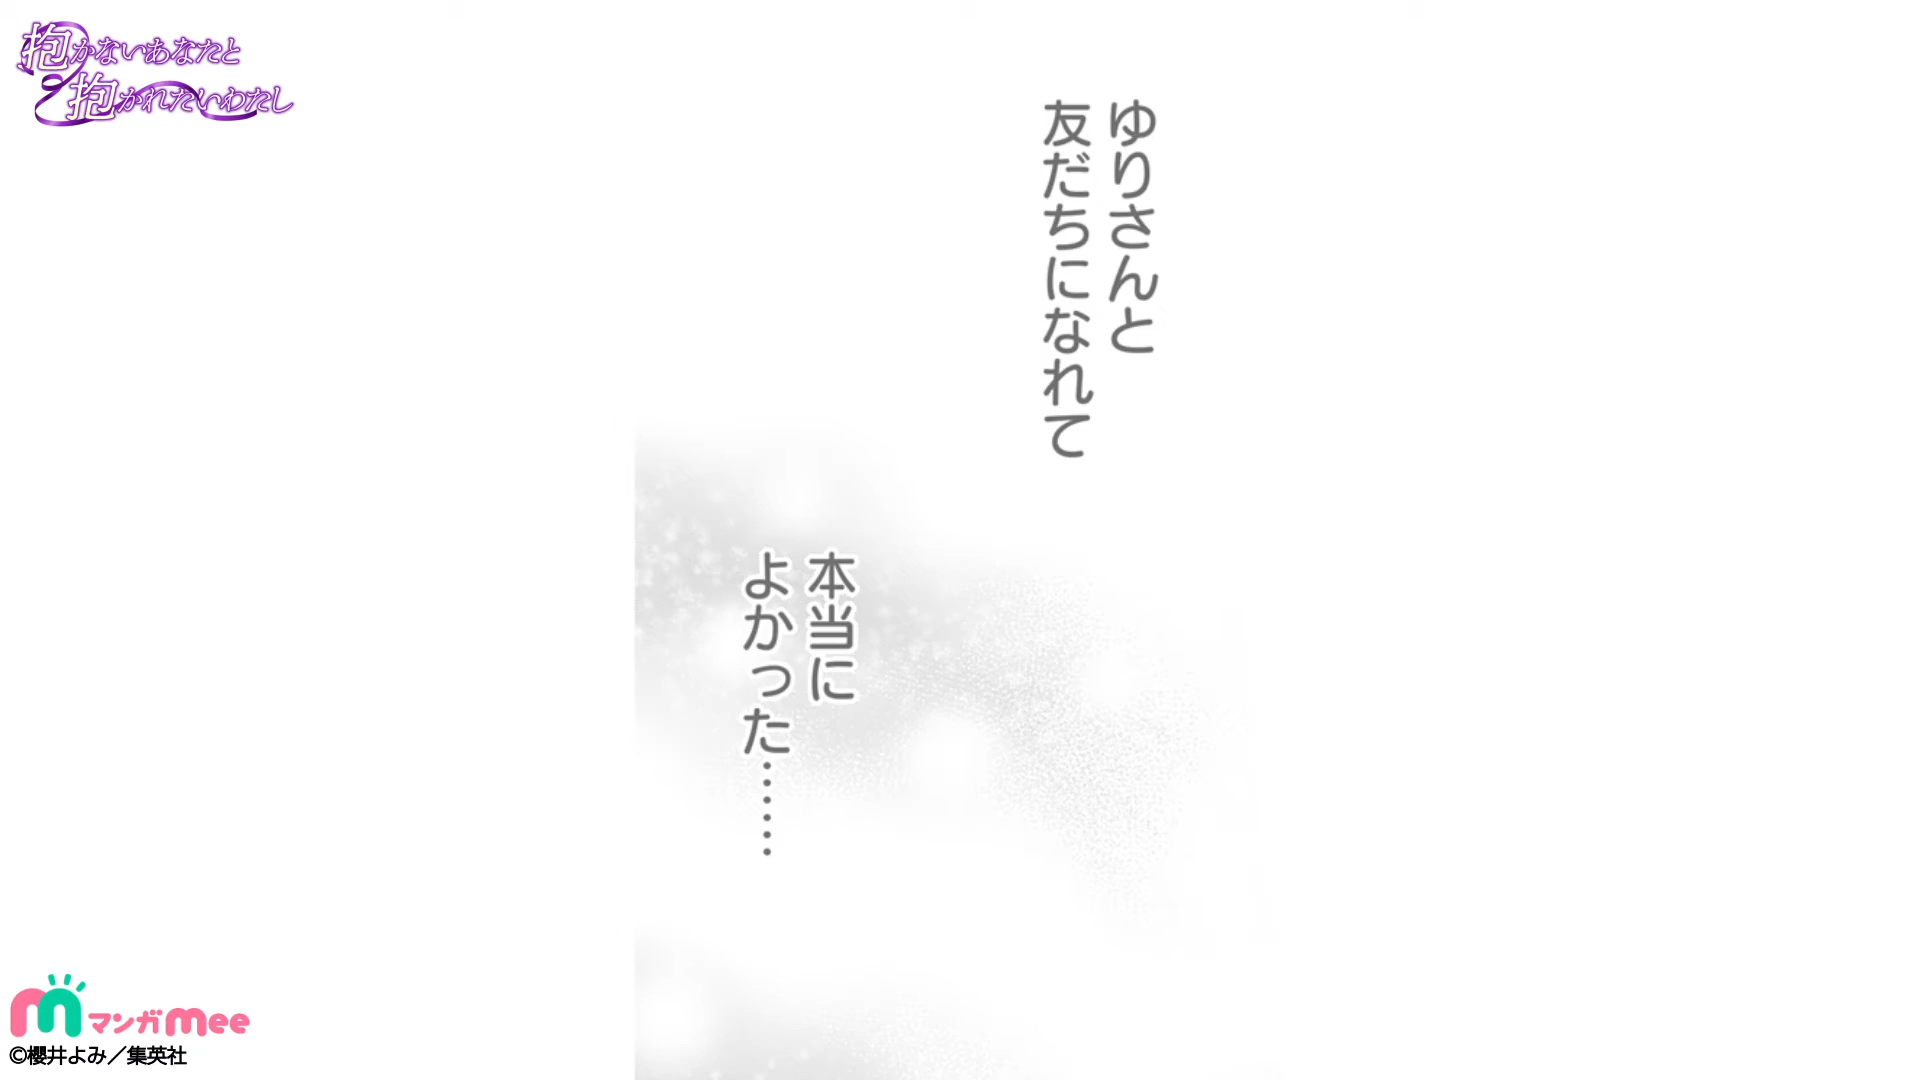 抱かないあなたと
抱かれたいわたし
ゆりさんと
友だちになれて
本当に
よかった……
マンガmee
©櫻井よみ／集英社